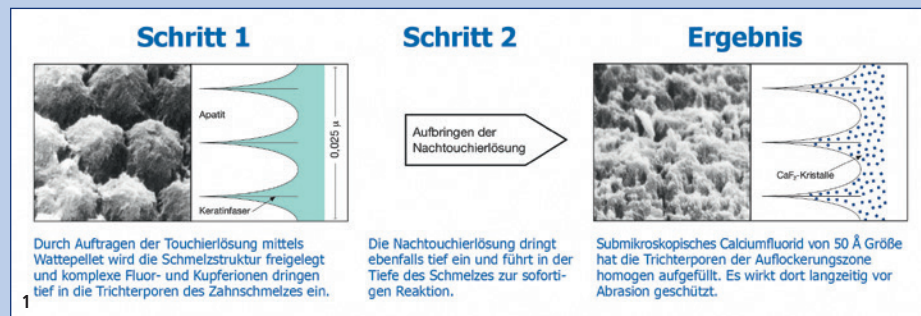 Schritt 1
Schritt 2
Ergebnis
Apatit
Keratinfaser
0,025 µ
Aufbringen der
Nachtouchierlösung
CaF₂-Kristalle
Durch Auftragen der Touchierlösung mittels
Wattepellet wird die Schmelzstruktur freigelegt
und komplexe Fluor- und Kupferionen dringen
tief in die Trichterporen des Zahnschmelzes ein.
Die Nachtouchierlösung dringt
ebenfalls tief ein und führt in der
Tiefe des Schmelzes zur soforti-
gen Reaktion.
Submikroskopisches Calciumfluorid von 50 Å Größe
hat die Trichterporen der Auflockerungszone
homogen aufgefüllt. Es wirkt dort langzeitig vor
Abrasion geschützt.
1